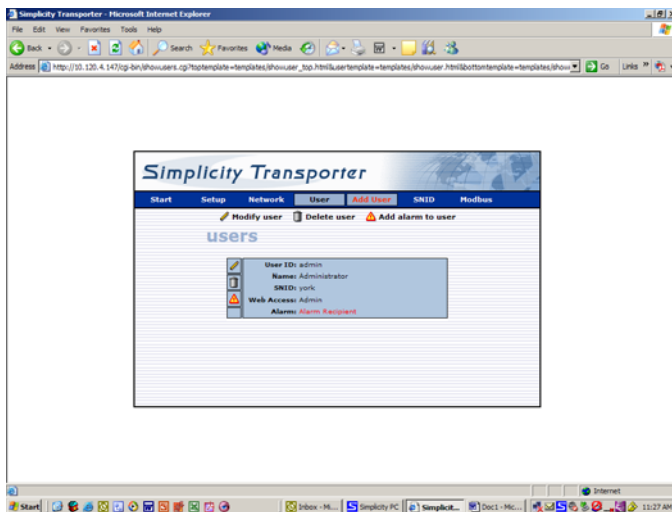 Simplicity Transporter - Microsoft Internet Explorer
File Edit View Favorites Tools Help
Back Search Favorites Media
Address http://10.120.4.147/cgi-bin/showusers.cgi?toptemplate=templates/showuser_top.html&usertemplate=templates/showuser.html&bottomtemplate=templates/show Go Links »
Simplicity Transporter
Start Setup Network User Add User SNID Modbus
Modify user Delete user Add alarm to user
users
User ID: admin
Name: Administrator
SNID: york
Web Access: Admin
Alarm: Alarm Recipient
Internet
Start Inbox - M... Simplicity PC Simplicit... Doc1 - Mic... 11:27 AM